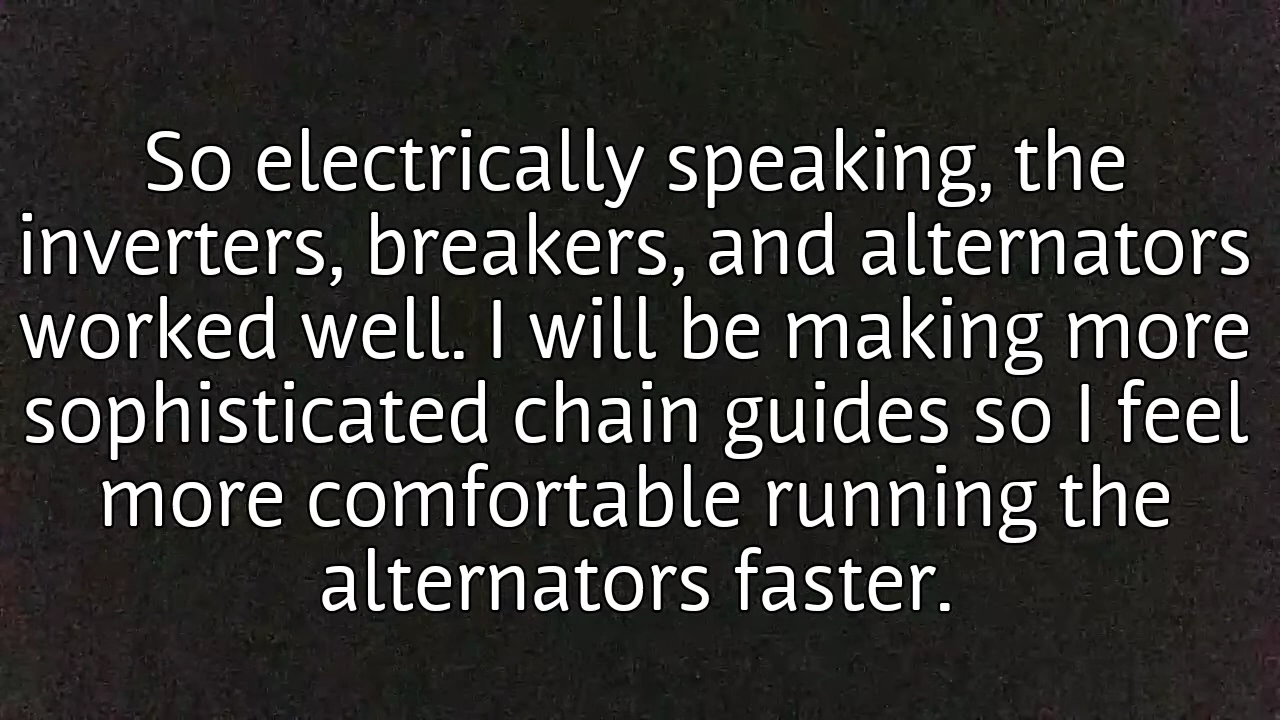 So electrically speaking, the
inverters, breakers, and alternators
worked well. I will be making more
sophisticated chain guides so I feel
more comfortable running the
alternators faster.